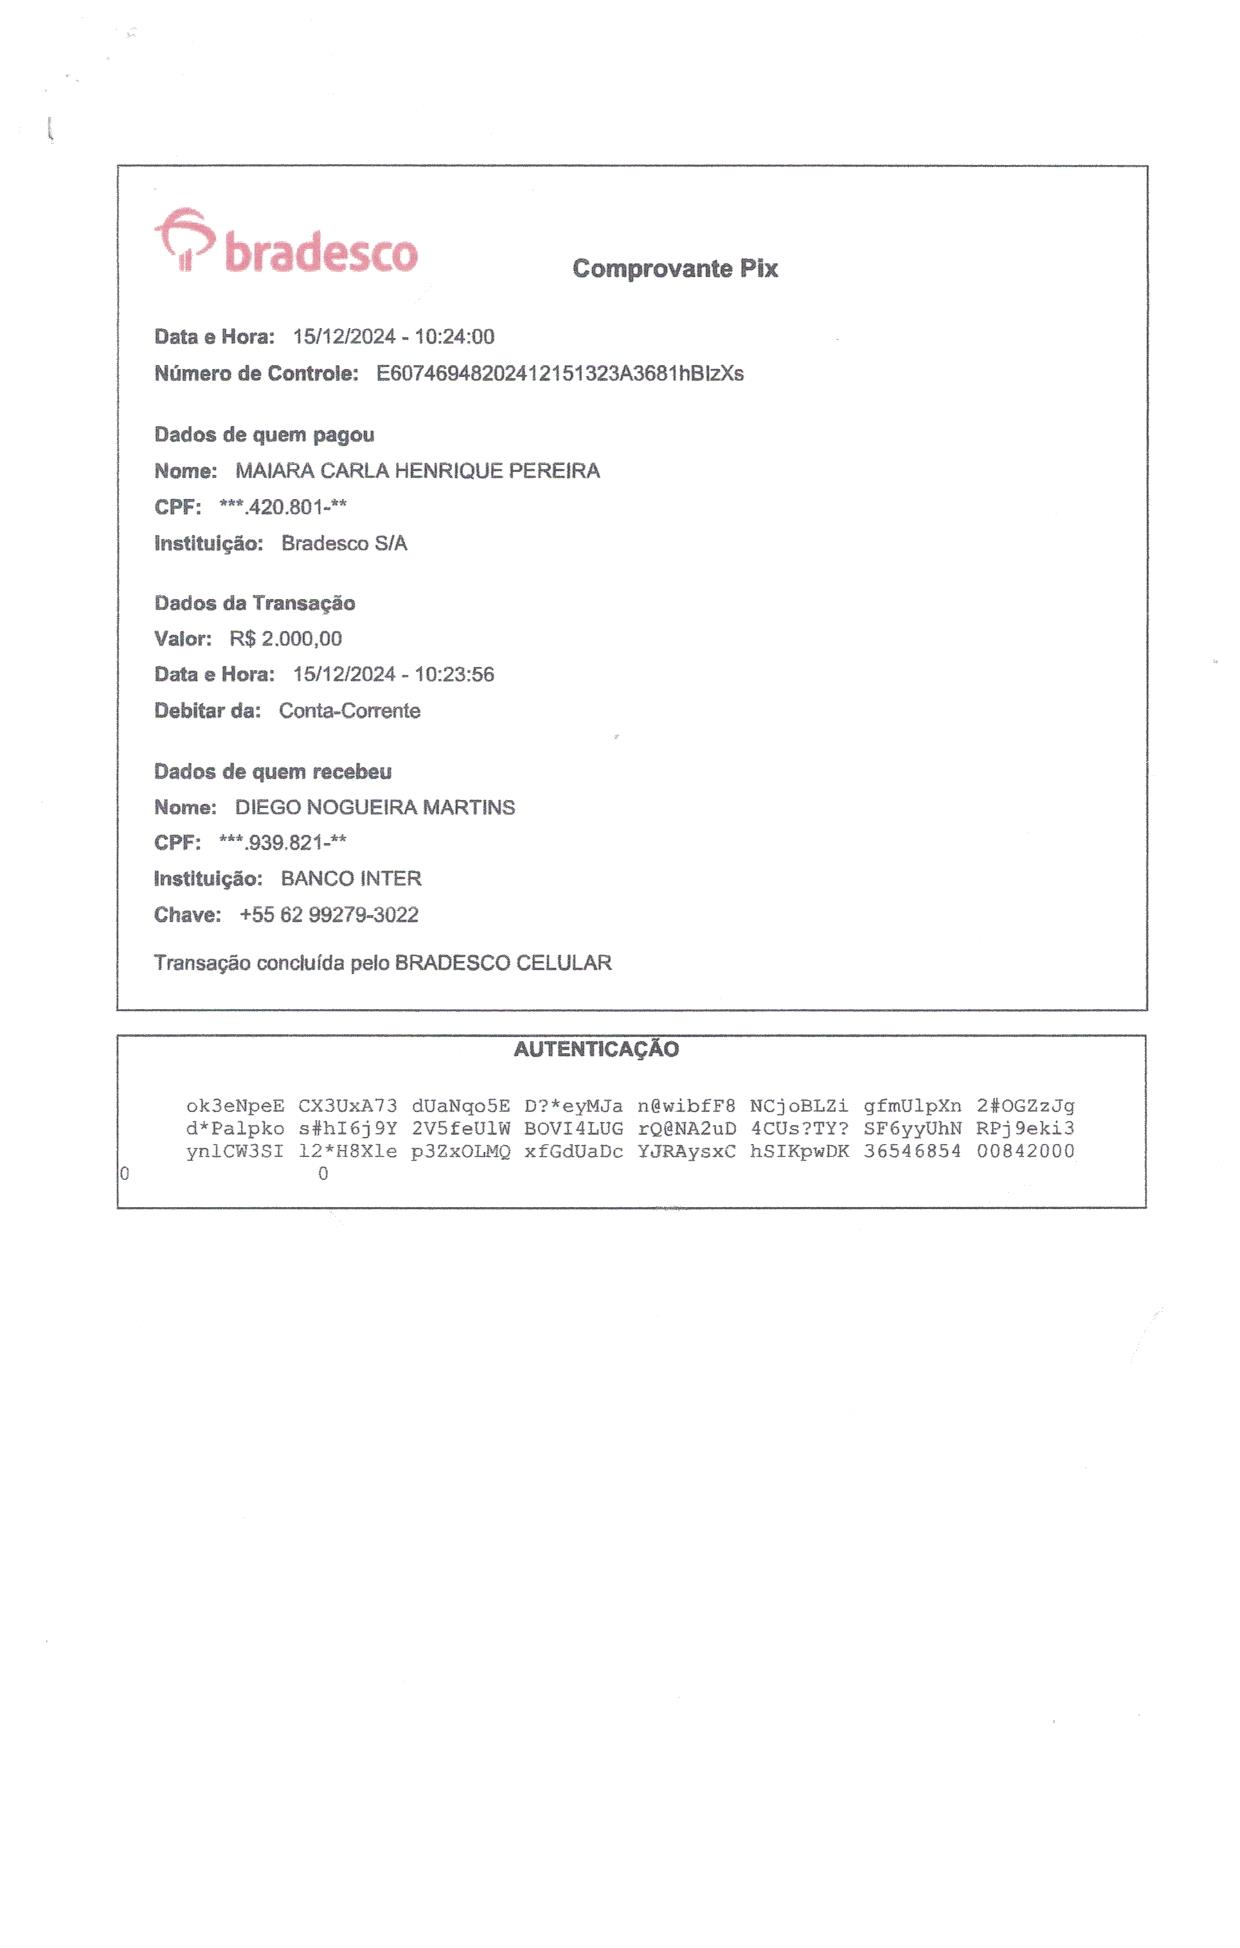 bradesco
Comprovante Pix
Data e Hora: 15/12/2024 - 10:24:00
Número de Controle: E60746948202412151323A3681hBIzXs
Dados de quem pagou
Nome: MAIARA CARLA HENRIQUE PEREIRA
CPF: ***.420.801-**
Instituição: Bradesco S/A
Dados da Transação
Valor: R$ 2.000,00
Data e Hora: 15/12/2024 - 10:23:56
Debitar da: Conta-Corrente
Dados de quem recebeu
Nome: DIEGO NOGUEIRA MARTINS
CPF: ***.939.821-**
Instituição: BANCO INTER
Chave: +55 62 99279-3022
Transação concluída pelo BRADESCO CELULAR
AUTENTICAÇÃO
ok3eNpeE CX3UxA73 dUaNqo5E D?*eyMJa n@wibfF8 NCjoBLZi gfmUlpXn 2#OGZzJg
d*Palpko s#hI6j9Y 2V5feUlW BOVI4LUG rQ@NA2uD 4CUs?TY? SF6yyUhN RPj9eki3
ynlCW3SI l2*H8Xle p3ZxOLMQ xfGdUaDc YJRAysxC hSIKpwDK 36546854 00842000
0 0